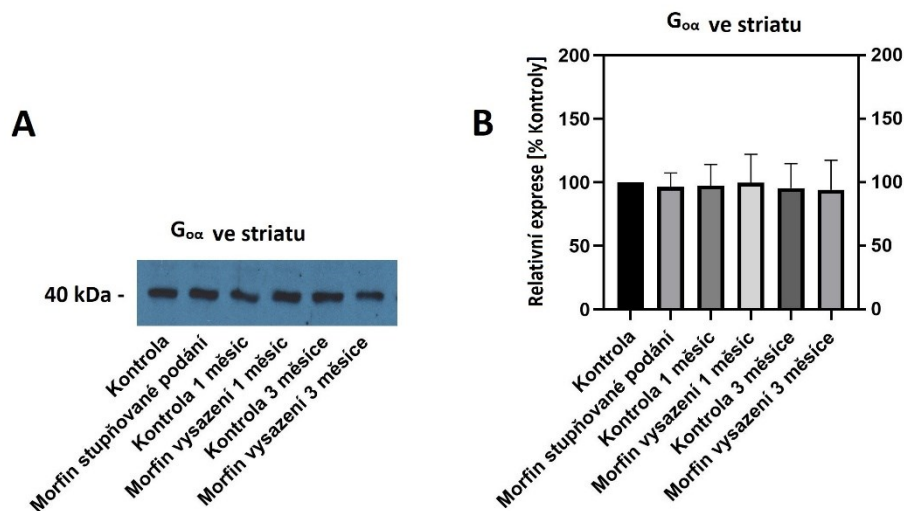 A
Goα ve striatu
40 kDa -
Kontrola
Morfin stupňované podání
Kontrola 1 měsíc
Morfin vysazení 1 měsíc
Kontrola 3 měsíce
Morfin vysazení 3 měsíce
B
Goα ve striatu
Relativní exprese [% Kontroly]
200
150
100
50
0
200
150
100
50
0
Kontrola
Morfin stupňované podání
Kontrola 1 měsíc
Morfin vysazení 1 měsíc
Kontrola 3 měsíce
Morfin vysazení 3 měsíce